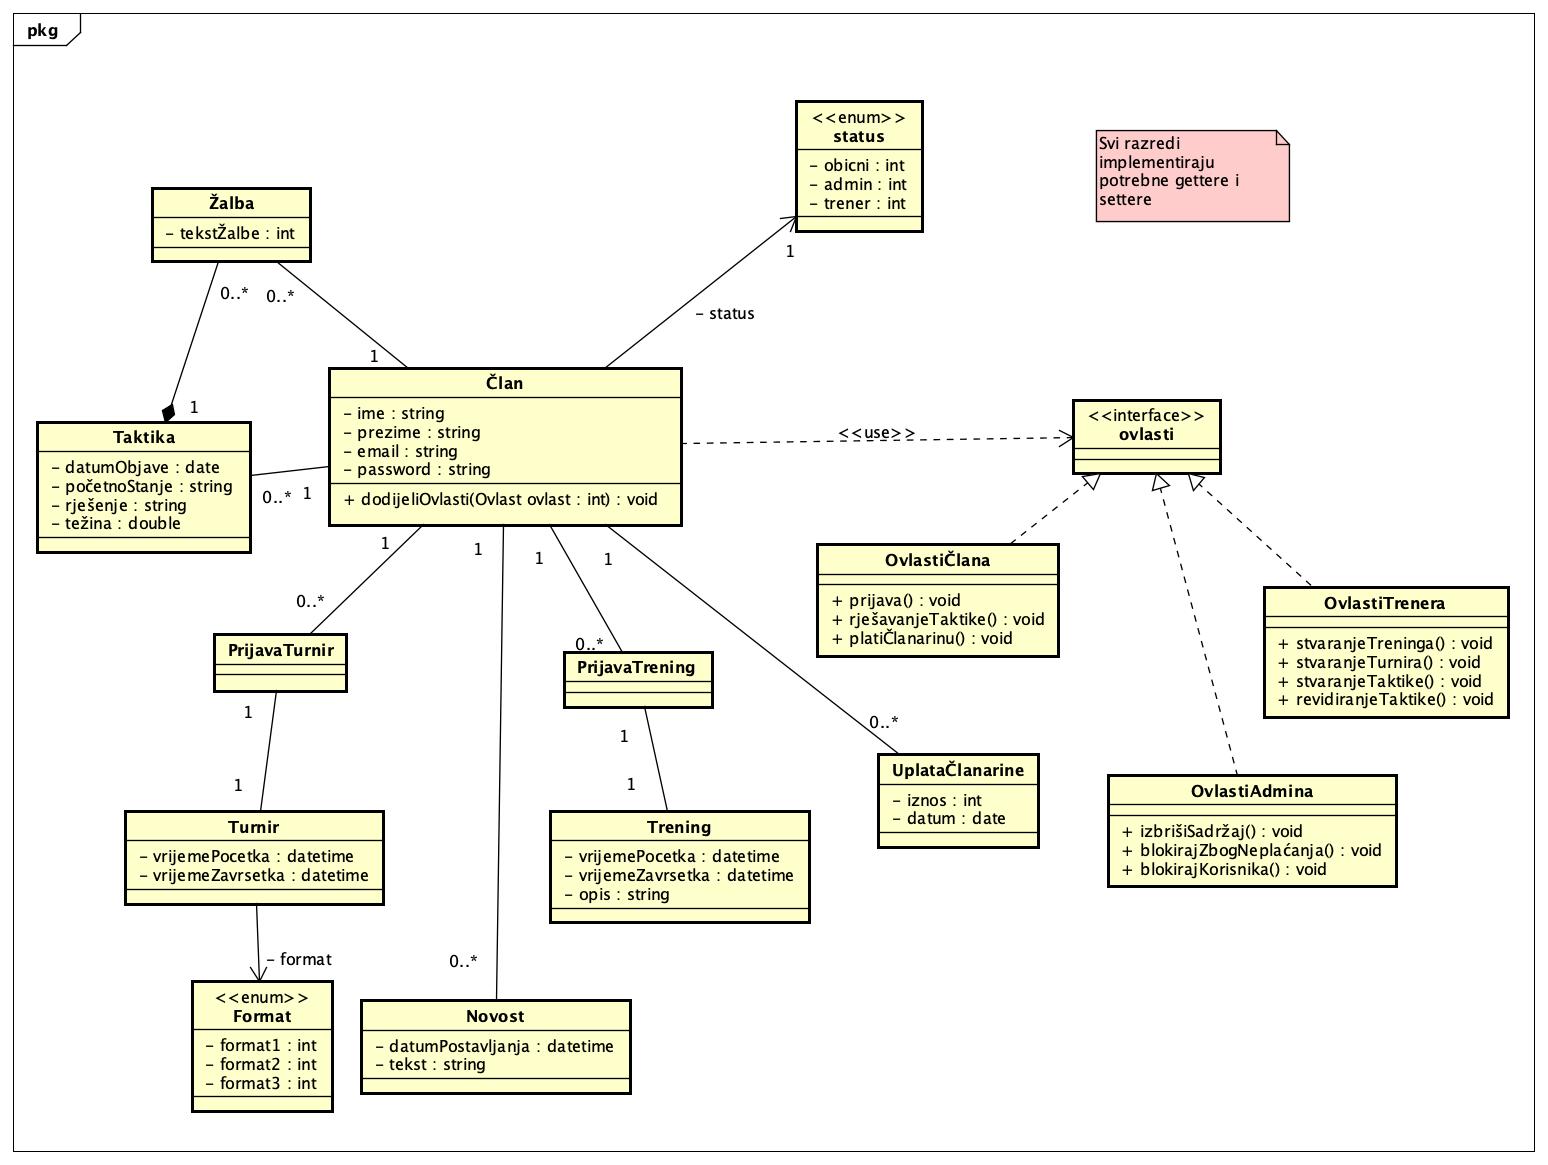 pkg
<<enum>>
status
- obicni : int
- admin : int
- trener : int
Svi razredi
implementiraju
potrebne gettere i
settere
Žalba
- tekstŽalbe : int
0..*
0..*
1
- status
1
1
Član
- ime : string
- prezime : string
- email : string
- password : string
+ dodijeliOvlasti(Ovlast ovlast : int) : void
<<use>>
<<interface>>
ovlasti
Taktika
- datumObjave : date
- početnoStanje : string
- rješenje : string
- težina : double
0..*
1
1
1
1
1
0..*
0..*
0..*
OvlastiČlana
+ prijava() : void
+ rješavanjeTaktike() : void
+ platiČlanarinu() : void
OvlastiTrenera
+ stvaranjeTreninga() : void
+ stvaranjeTurnira() : void
+ stvaranjeTaktike() : void
+ revidiranjeTaktike() : void
PrijavaTurnir
PrijavaTrening
1
1
1
1
UplataČlanarine
- iznos : int
- datum : date
OvlastiAdmina
+ izbrišiSadržaj() : void
+ blokirajZbogNeplaćanja() : void
+ blokirajKorisnika() : void
Turnir
- vrijemePocetka : datetime
- vrijemeZavrsetka : datetime
Trening
- vrijemePocetka : datetime
- vrijemeZavrsetka : datetime
- opis : string
- format
0..*
<<enum>>
Format
- format1 : int
- format2 : int
- format3 : int
Novost
- datumPostavljanja : datetime
- tekst : string